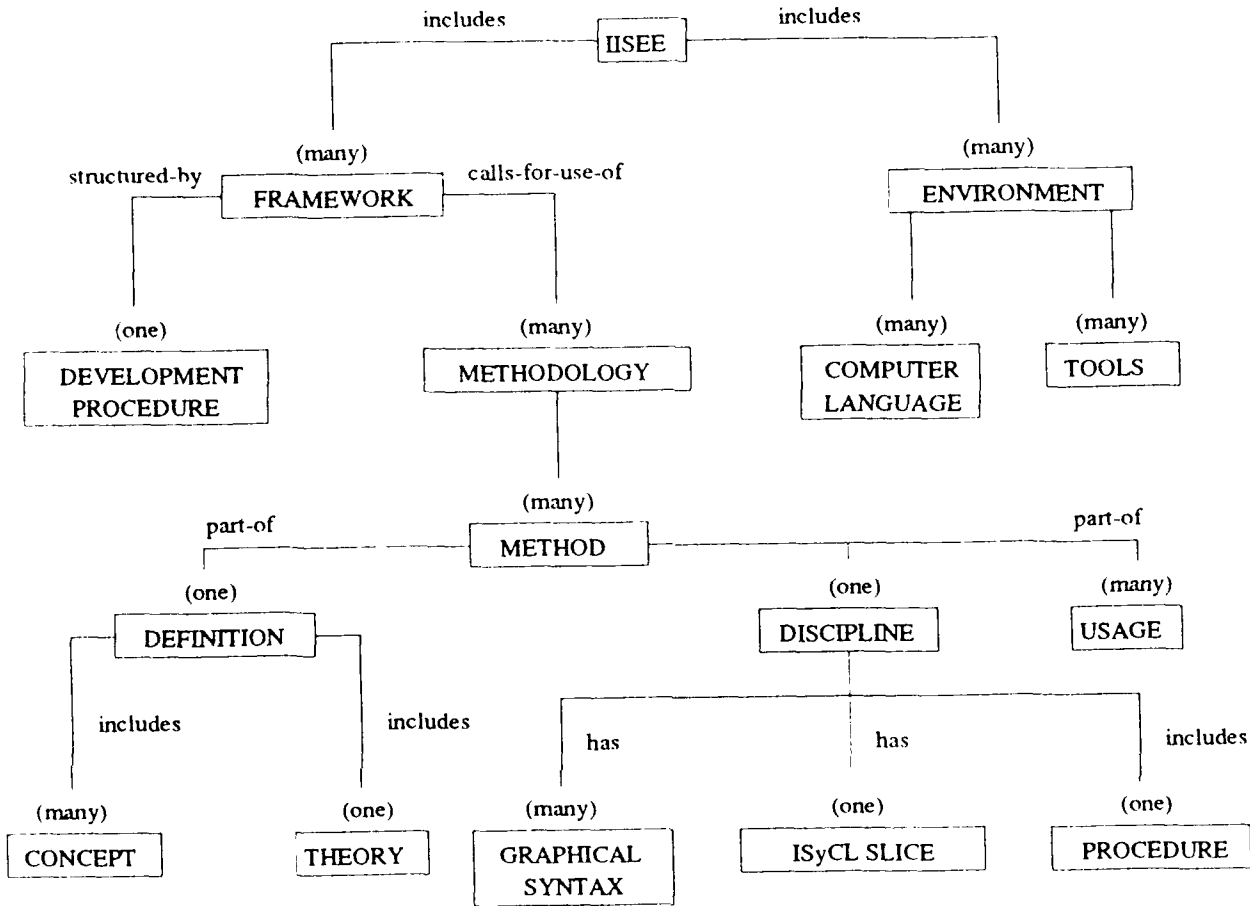 includes
IISEE
includes
(many)
(many)
structured-by
FRAMEWORK
calls-for-use-of
ENVIRONMENT
(one)
(many)
(many)
(many)
DEVELOPMENT
PROCEDURE
METHODOLOGY
COMPUTER
LANGUAGE
TOOLS
(many)
part-of
METHOD
part-of
(one)
(one)
(many)
DEFINITION
DISCIPLINE
USAGE
includes
includes
has
has
includes
(many)
(one)
(many)
(one)
(one)
CONCEPT
THEORY
GRAPHICAL
SYNTAX
ISyCL SLICE
PROCEDURE